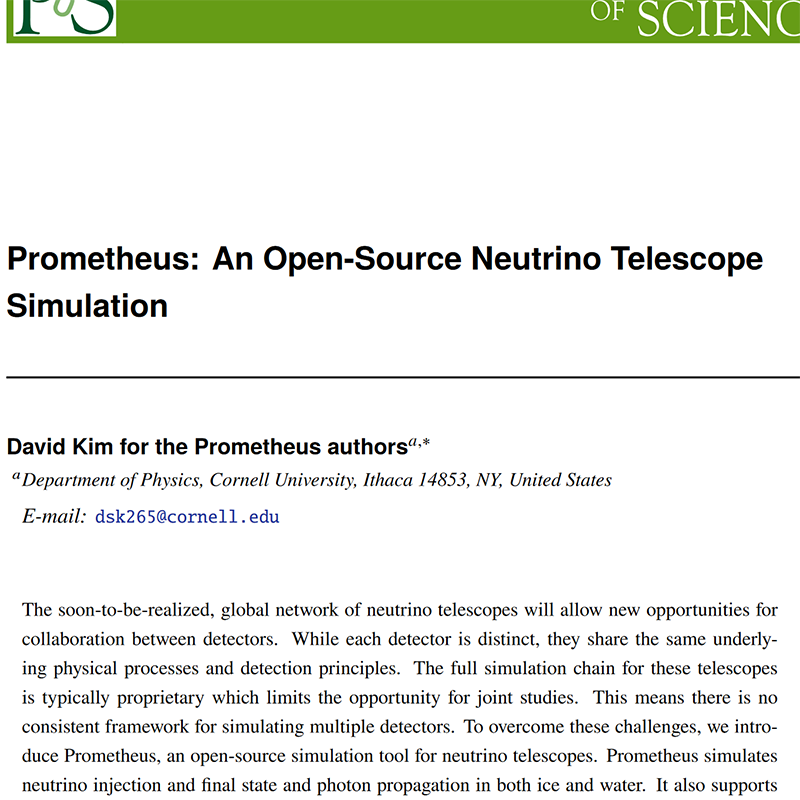 PoS
OF SCIENC
Prometheus: An Open-Source Neutrino Telescope
Simulation
David Kim for the Prometheus authorsᵃ,*
ᵃDepartment of Physics, Cornell University, Ithaca 14853, NY, United States
E-mail: dsk265@cornell.edu
The soon-to-be-realized, global network of neutrino telescopes will allow new opportunities for
collaboration between detectors. While each detector is distinct, they share the same underly-
ing physical processes and detection principles. The full simulation chain for these telescopes
is typically proprietary which limits the opportunity for joint studies. This means there is no
consistent framework for simulating multiple detectors. To overcome these challenges, we intro-
duce Prometheus, an open-source simulation tool for neutrino telescopes. Prometheus simulates
neutrino injection and final state and photon propagation in both ice and water. It also supports